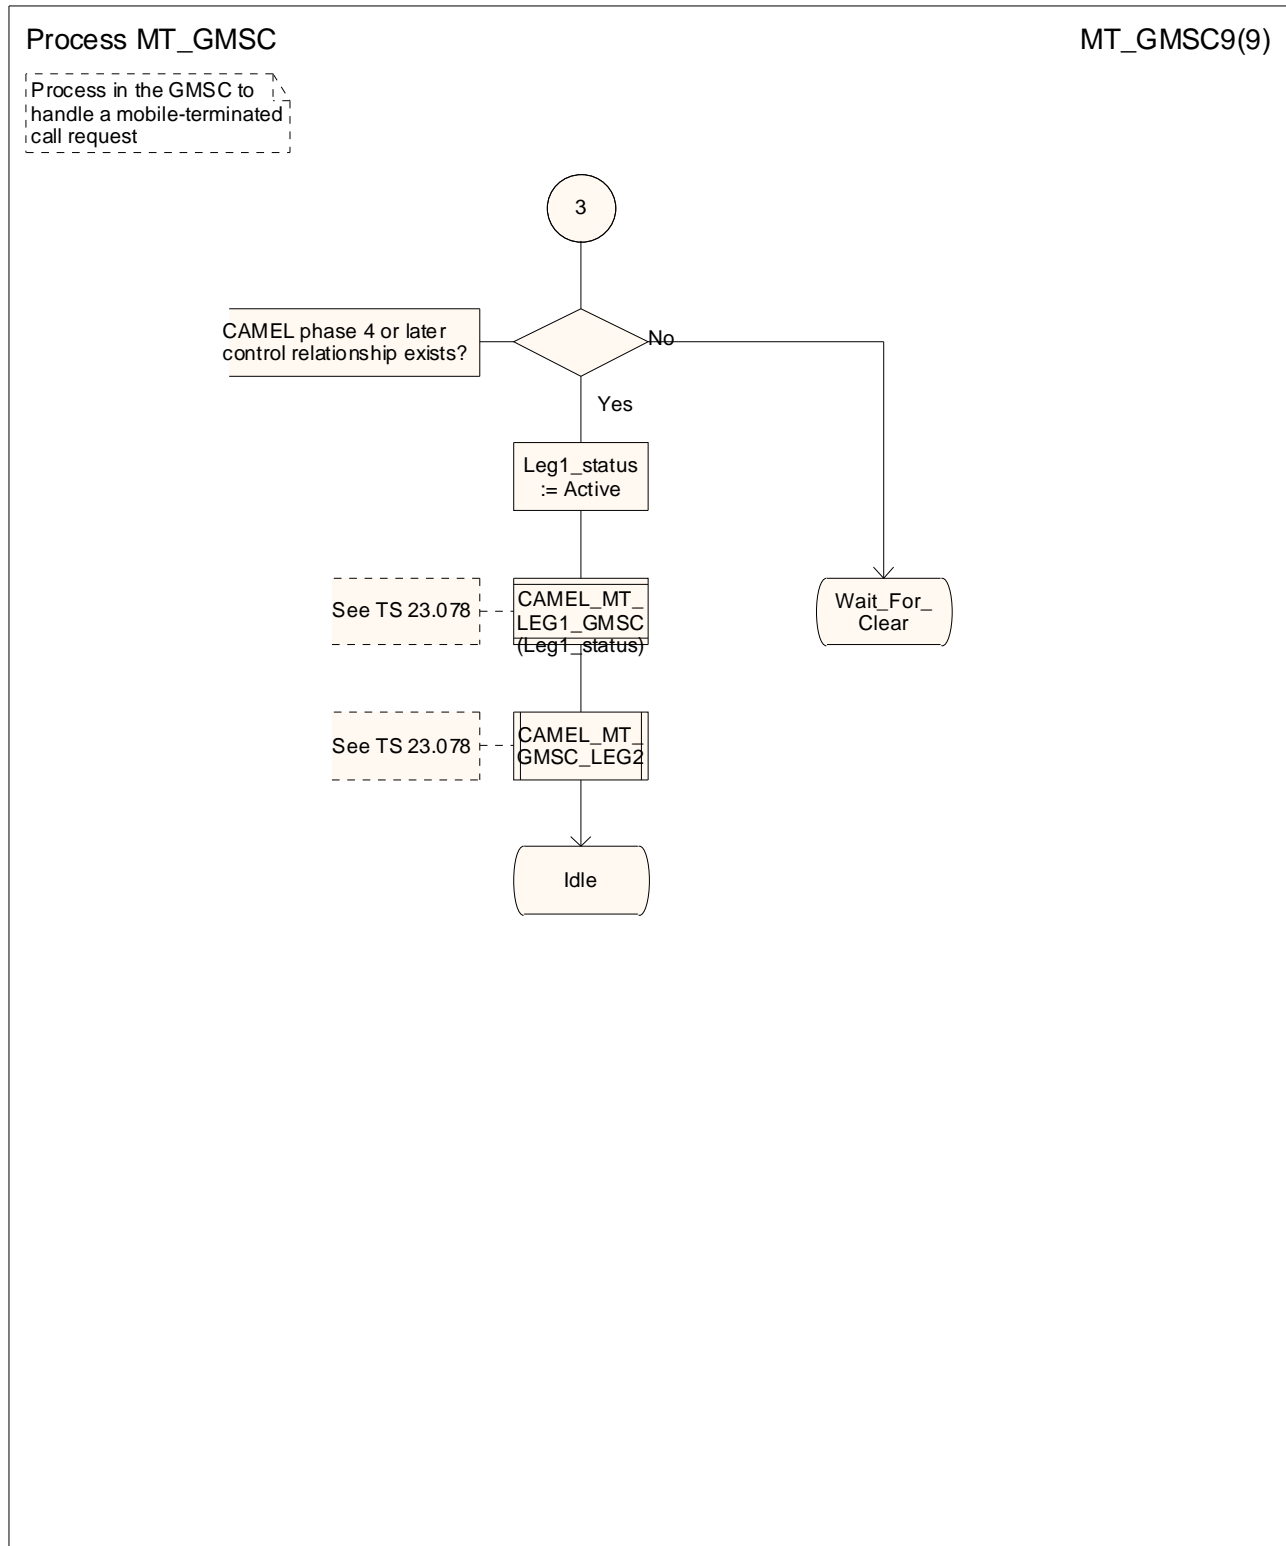 Process MT_GMSC
MT_GMSC9(9)
Process in the GMSC to
handle a mobile-terminated
call request
3
CAMEL phase 4 or later
control relationship exists?
No
Yes
Leg1_status
:= Active
See TS 23.078
CAMEL_MT_
LEG1_GMSC
(Leg1_status)
Wait_For_
Clear
See TS 23.078
CAMEL_MT_
GMSC_LEG2
Idle